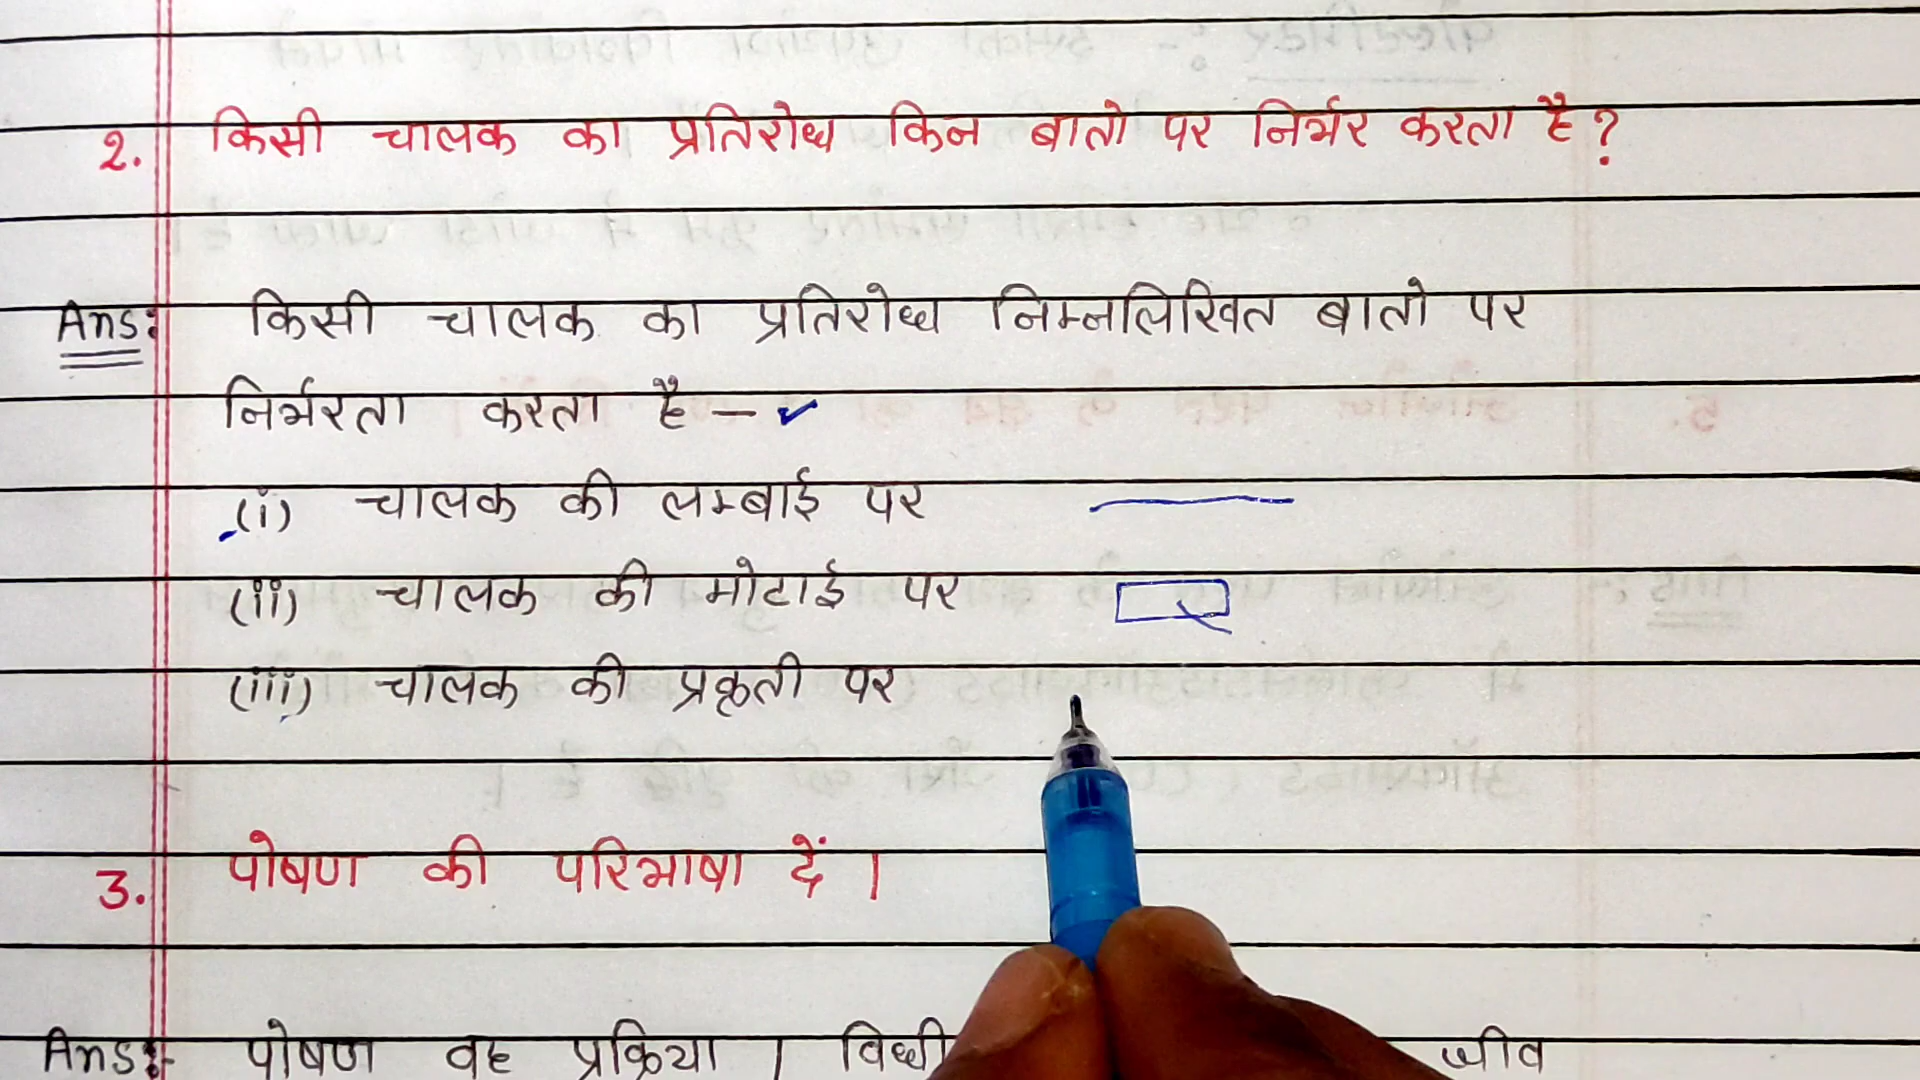 2. किसी चालक का प्रतिरोध किन बातो पर निर्भर करता है?
Ans: किसी चालक का प्रतिरोध निम्नलिखित बातो पर
निर्भरता करता है –
(i) चालक की लम्बाई पर
(ii) चालक की मोटाई पर
(iii) चालक की प्रकृती पर
3. पोषण की परिभाषा दें।
Ans:- पोषण वह प्रक्रिया / विधी जीव